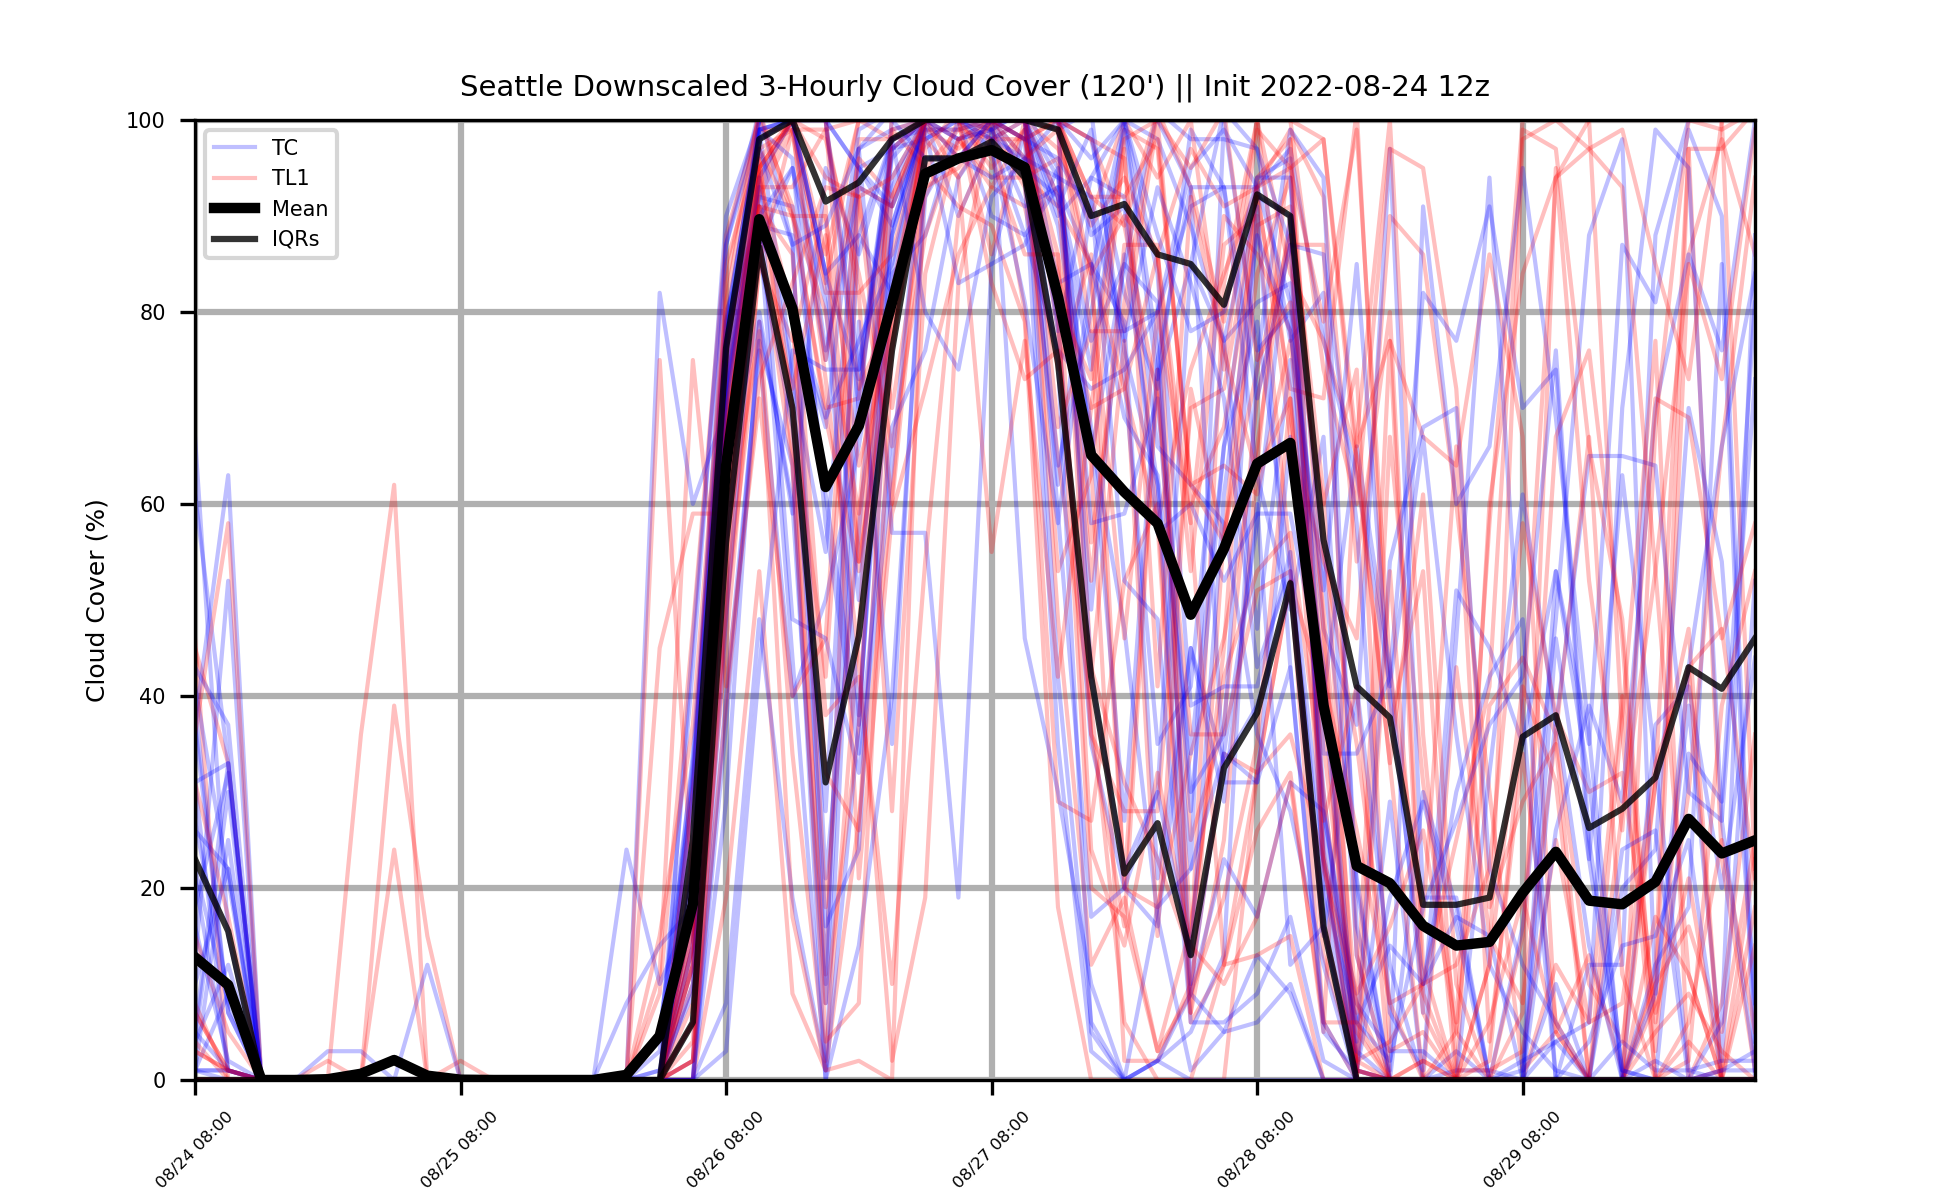 Seattle Downscaled 3-Hourly Cloud Cover (120') || Init 2022-08-24 12z
Cloud Cover (%)
100
80
60
40
20
0
TC
TL1
Mean
IQRs
08/24 08:00
08/25 08:00
08/26 08:00
08/27 08:00
08/28 08:00
08/29 08:00